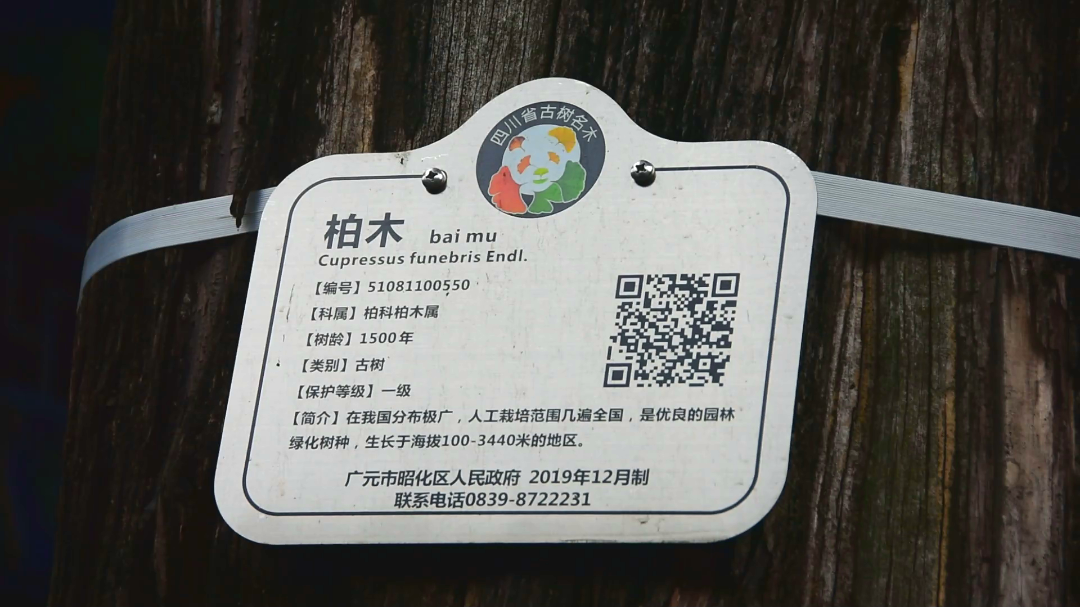 四川省古树名木
柏木 bai mu
Cupressus funebris Endl.
【编号】51081100550
【科属】柏科柏木属
【树龄】1500年
【类别】古树
【保护等级】一级
【简介】在我国分布极广，人工栽培范围几遍全国，是优良的园林
绿化树种，生长于海拔100-3440米的地区。
广元市昭化区人民政府 2019年12月制
联系电话0839-8722231